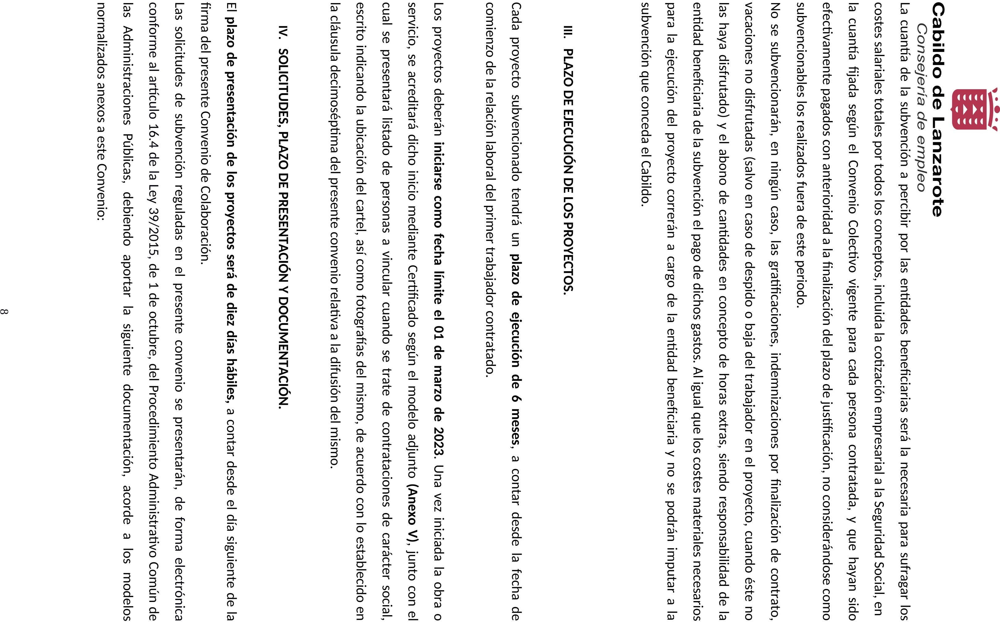 Cabildo de Lanzarote
Consejería de empleo
La cuantía de la subvención a percibir por las entidades beneficiarias será la necesaria para sufragar los
costes salariales totales por todos los conceptos, incluida la cotización empresarial a la Seguridad Social, en
la cuantía fijada según el Convenio Colectivo vigente para cada persona contratada, y que hayan sido
efectivamente pagados con anterioridad a la finalización del plazo de justificación, no considerándose como
subvencionables los realizados fuera de este periodo.
No se subvencionarán, en ningún caso, las gratificaciones, indemnizaciones por finalización de contrato,
vacaciones no disfrutadas (salvo en caso de despido o baja del trabajador en el proyecto, cuando éste no
las haya disfrutado) y el abono de cantidades en concepto de horas extras, siendo responsabilidad de la
entidad beneficiaria de la subvención el pago de dichos gastos. Al igual que los costes materiales necesarios
para la ejecución del proyecto correrán a cargo de la entidad beneficiaria y no se podrán imputar a la
subvención que conceda el Cabildo.
III. PLAZO DE EJECUCIÓN DE LOS PROYECTOS.
Cada proyecto subvencionado tendrá un plazo de ejecución de 6 meses, a contar desde la fecha de
comienzo de la relación laboral del primer trabajador contratado.
Los proyectos deberán iniciarse como fecha límite el 01 de marzo de 2023. Una vez iniciada la obra o
servicio, se acreditará dicho inicio mediante Certificado según el modelo adjunto (Anexo V), junto con el
cual se presentará listado de personas a vincular cuando se trate de contrataciones de carácter social,
escrito indicando la ubicación del cartel, así como fotografías del mismo, de acuerdo con lo establecido en
la cláusula decimoséptima del presente convenio relativa a la difusión del mismo.
IV. SOLICITUDES, PLAZO DE PRESENTACIÓN Y DOCUMENTACIÓN.
El plazo de presentación de los proyectos será de diez días hábiles, a contar desde el día siguiente de la
firma del presente Convenio de Colaboración.
Las solicitudes de subvención reguladas en el presente convenio se presentarán, de forma electrónica
conforme al artículo 16.4 de la Ley 39/2015, de 1 de octubre, del Procedimiento Administrativo Común de
las Administraciones Públicas, debiendo aportar la siguiente documentación, acorde a los modelos
normalizados anexos a este Convenio:
8